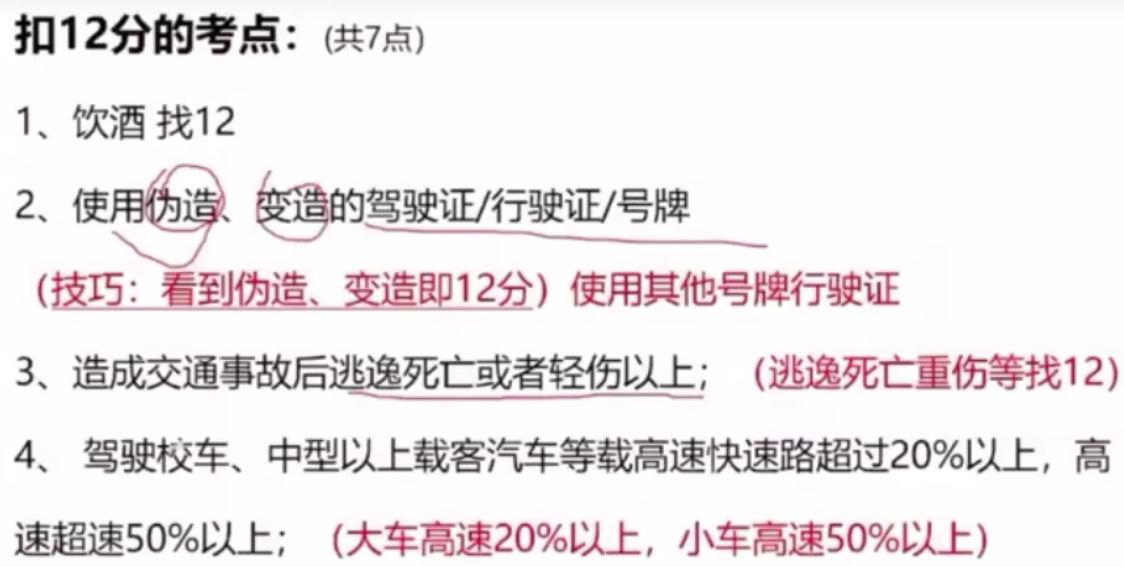 扣12分的考点：(共7点)
1、饮酒 找12
2、使用伪造、变造的驾驶证/行驶证/号牌
（技巧：看到伪造、变造即12分）使用其他号牌行驶证
3、造成交通事故后逃逸死亡或者轻伤以上；（逃逸死亡重伤等找12）
4、 驾驶校车、中型以上载客汽车等载高速快速路超过20%以上，高
速超速50%以上；（大车高速20%以上，小车高速50%以上）